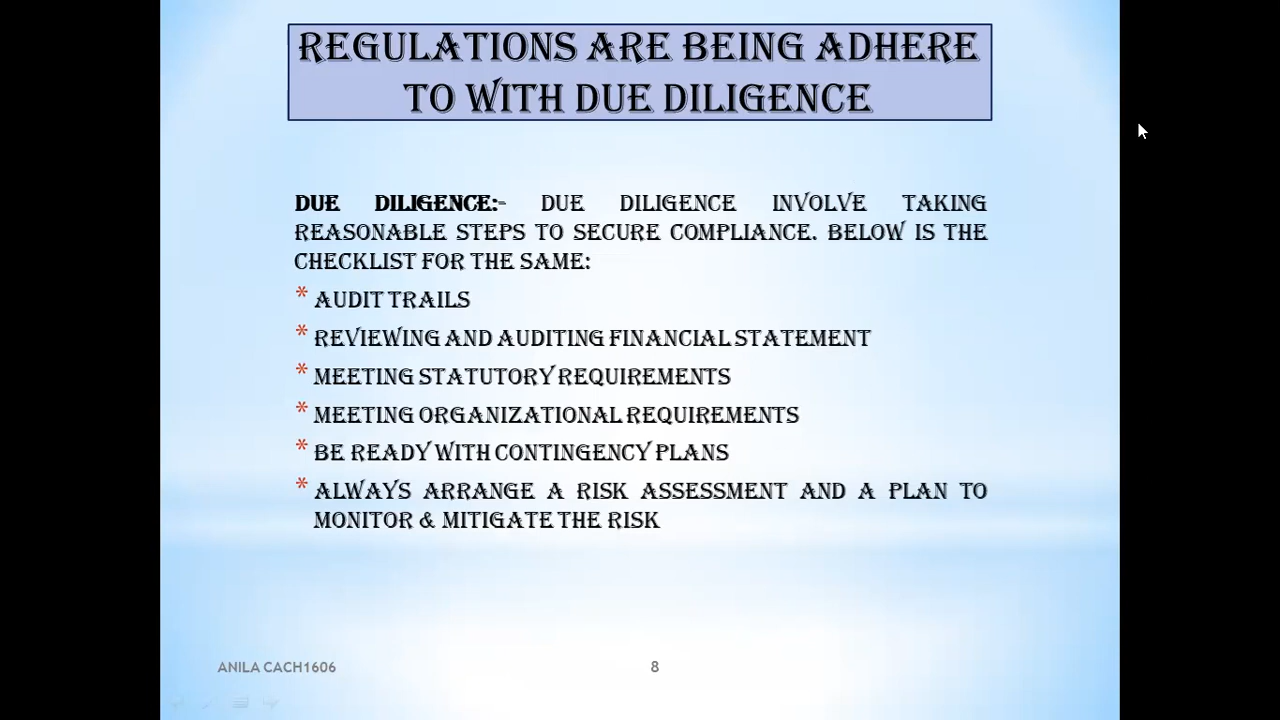 REGULATIONS ARE BEING ADHERE
TO WITH DUE DILIGENCE
DUE DILIGENCE:- DUE DILIGENCE INVOLVE TAKING
REASONABLE STEPS TO SECURE COMPLIANCE. BELOW IS THE
CHECKLIST FOR THE SAME:
* AUDIT TRAILS
* REVIEWING AND AUDITING FINANCIAL STATEMENT
* MEETING STATUTORY REQUIREMENTS
* MEETING ORGANIZATIONAL REQUIREMENTS
* BE READY WITH CONTINGENCY PLANS
* ALWAYS ARRANGE A RISK ASSESSMENT AND A PLAN TO
MONITOR & MITIGATE THE RISK
ANILA CACH1606
8